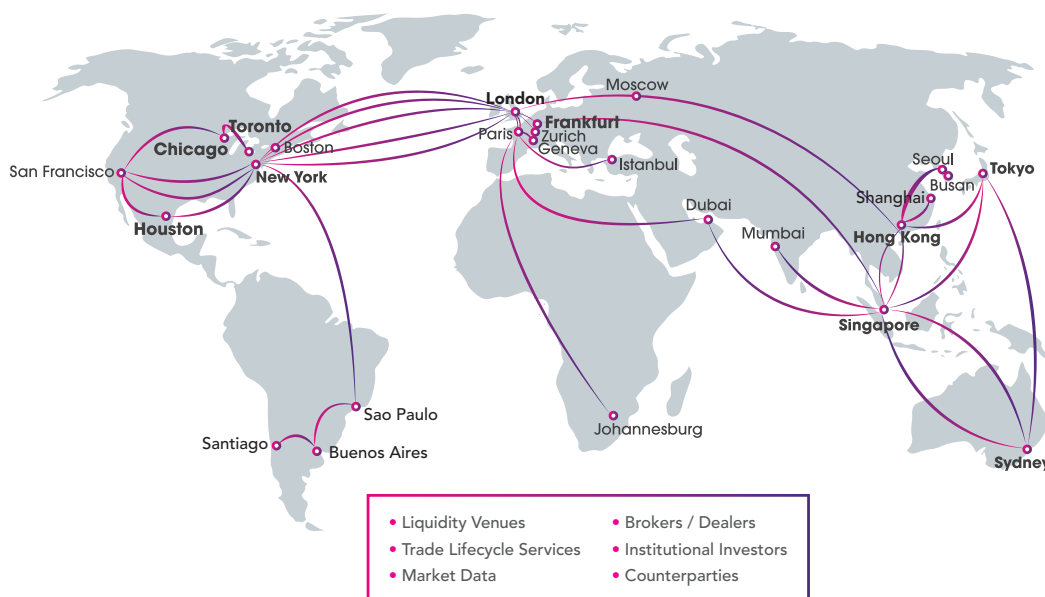 London
Moscow
Toronto
Paris
Frankfurt
Chicago
Boston
Zurich
Geneva
San Francisco
New York
Istanbul
Seoul
Tokyo
Busan
Shanghai
Dubai
Houston
Mumbai
Hong Kong
Singapore
Sao Paulo
Johannesburg
Santiago
Buenos Aires
Sydney
• Liquidity Venues
• Trade Lifecycle Services
• Market Data
• Brokers / Dealers
• Institutional Investors
• Counterparties